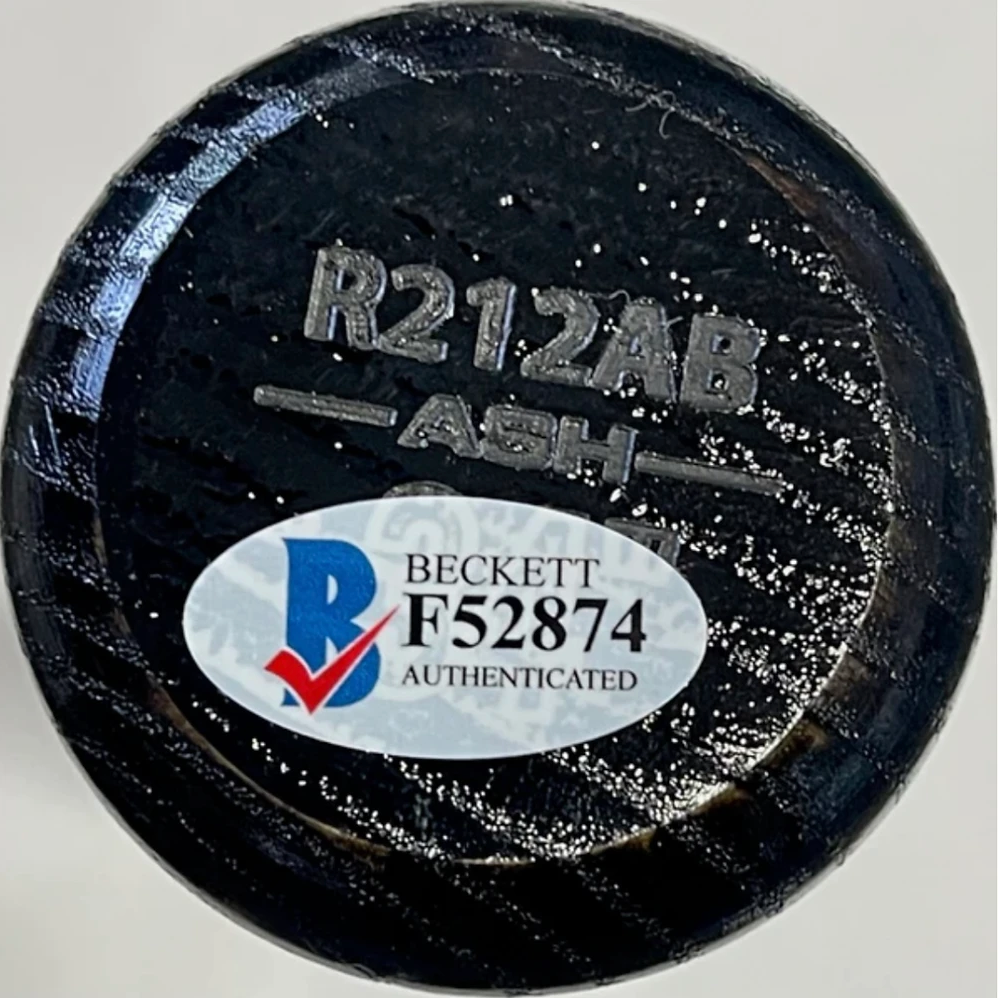 R212AB
ASH
BECKETT
F52874
AUTHENTICATED